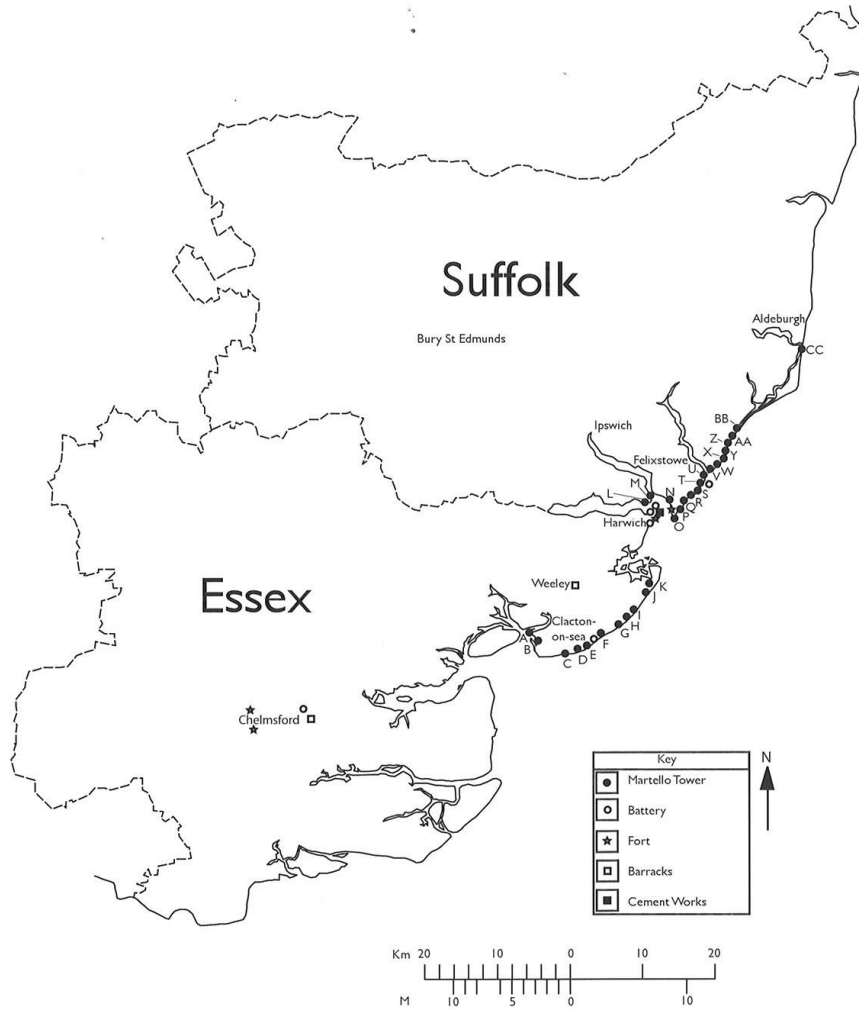 Suffolk
Bury St Edmunds
Aldeburgh
CC
BB
AA
Z
Y
X
W
V
U
T
S
R
Q
P
O
N
M
L
Ipswich
Felixstowe
Harwich
Essex
Weeley
Clacton-
on-sea
K
J
I
H
G
F
E
D
C
B
A
Chelmsford
Key
Martello Tower
Battery
Fort
Barracks
Cement Works
N
Km 20 10 0 10 20
M 10 5 0 10